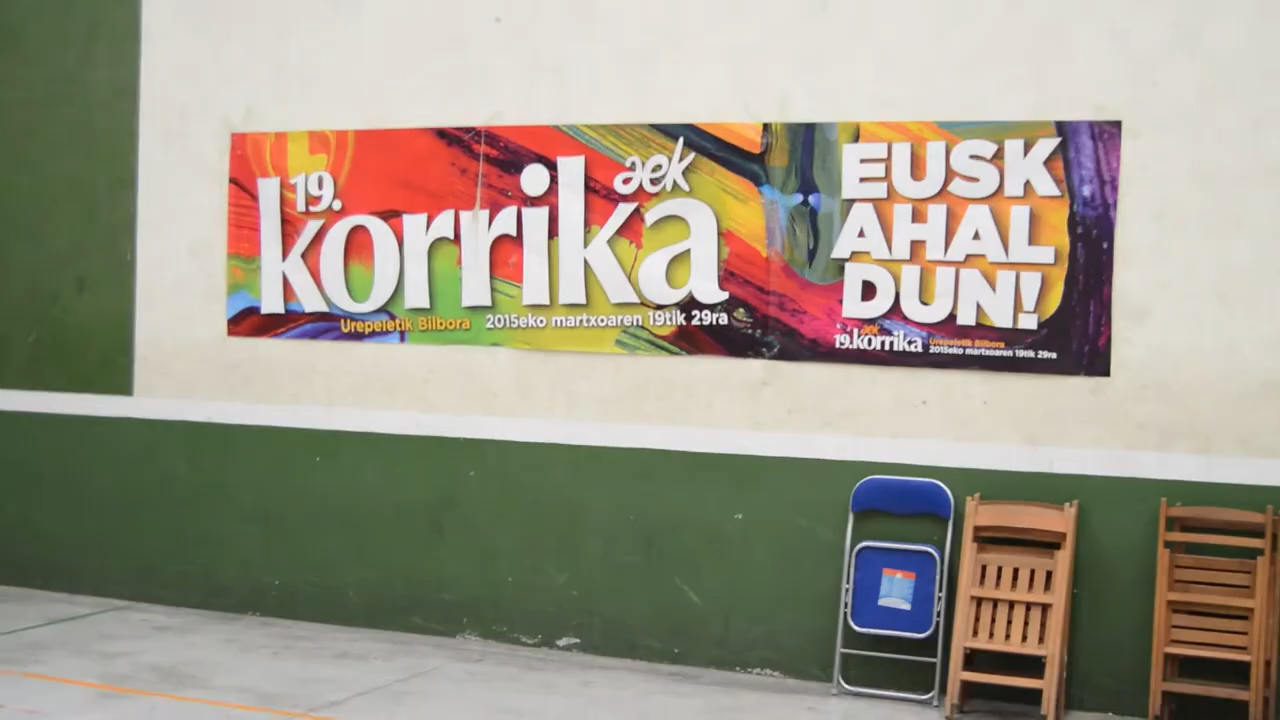 19.
aek
korrika
Urepeletik Bilbora 2015eko martxoaren 19tik 29ra
EUSK
AHAL
DUN!
aek
19.korrika
Urepeletik Bilbora
2015eko martxoaren 19tik 29ra